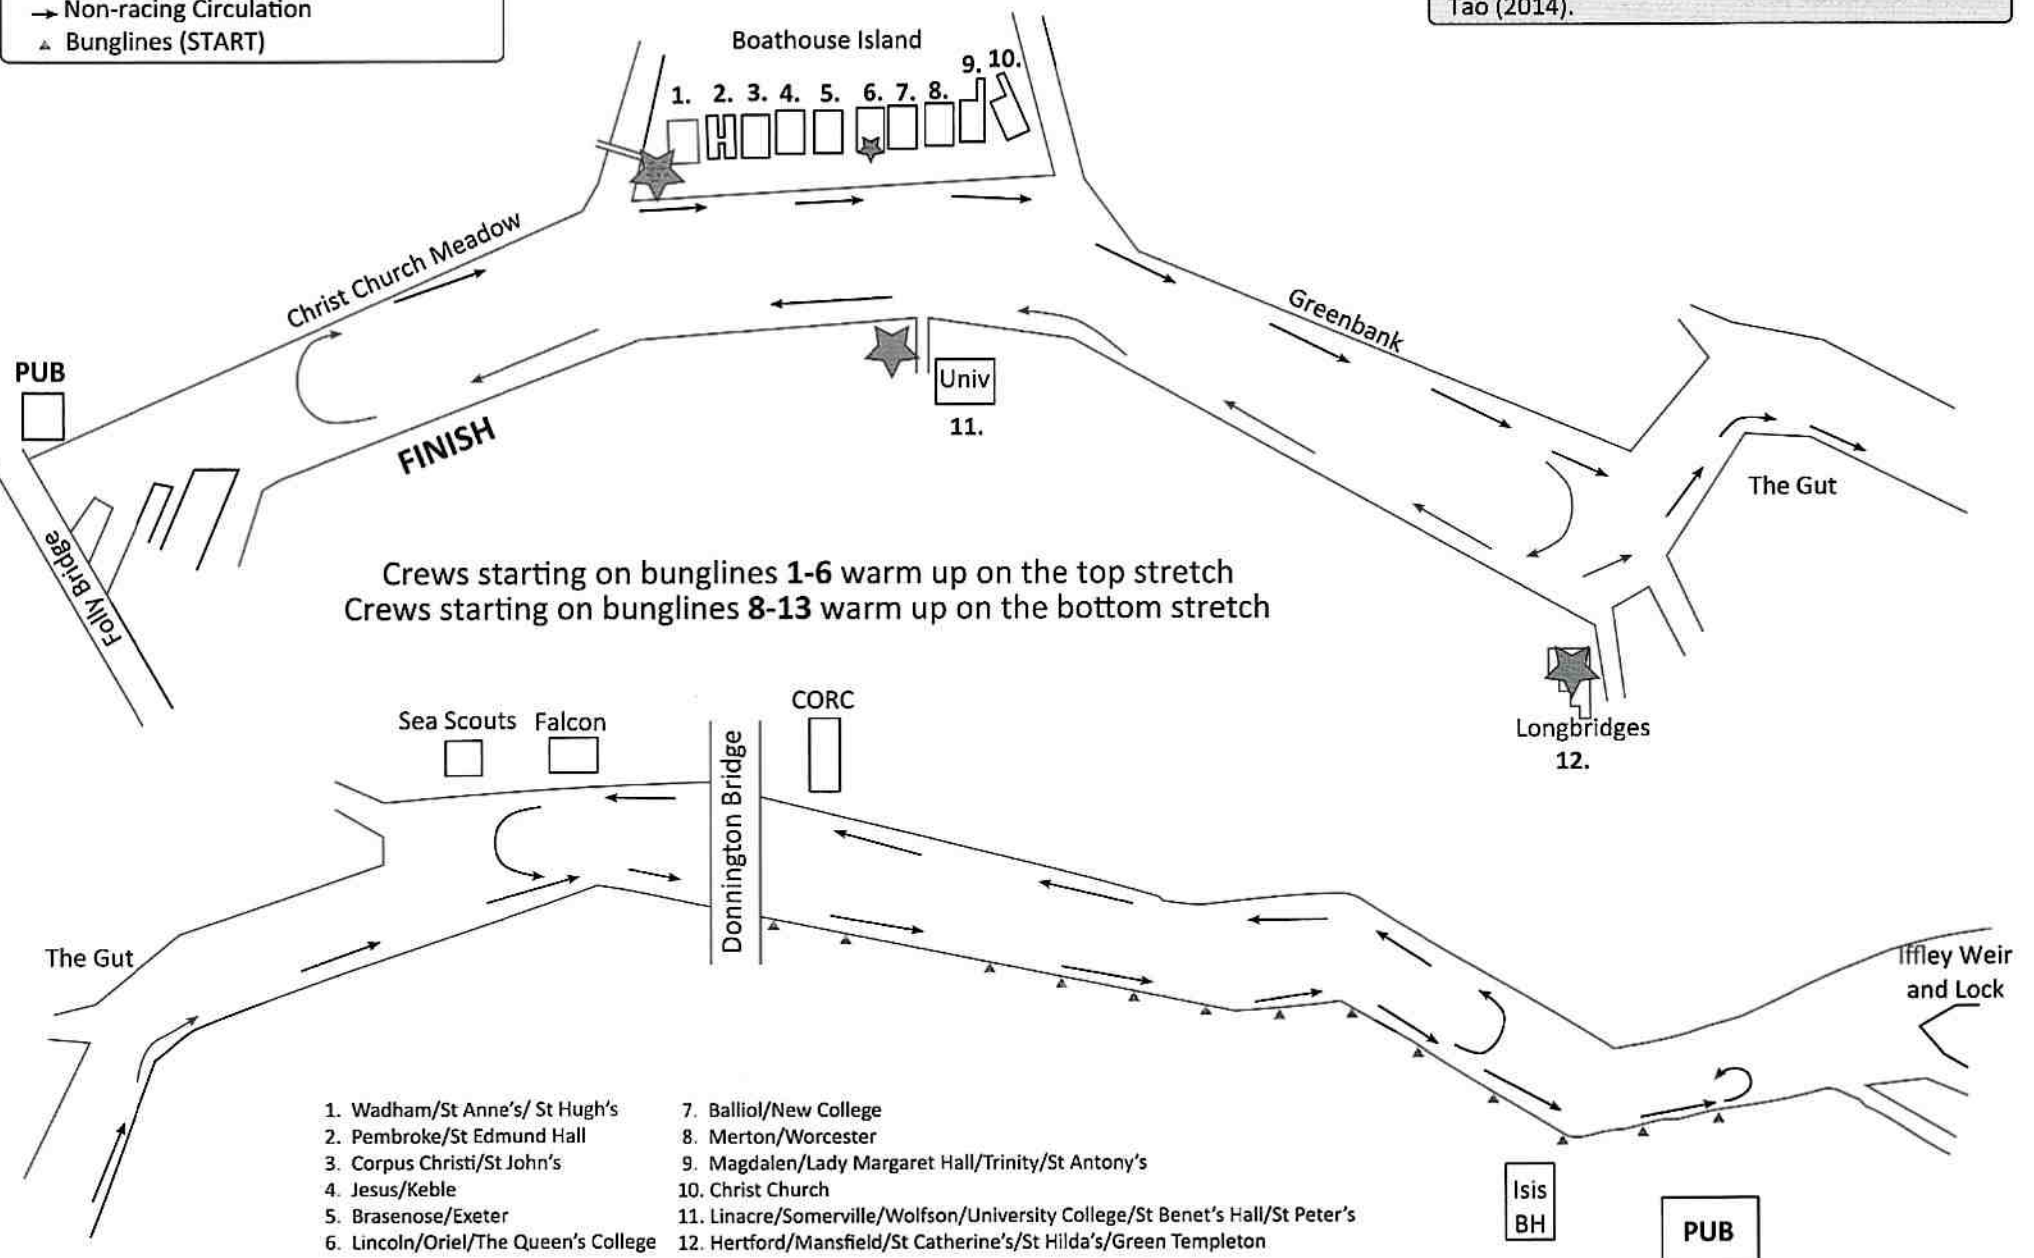 → Non-racing Circulation
▲ Bunglines (START)
Tao (2014).
Boathouse Island
1. 2. 3. 4. 5. 6. 7. 8. 9. 10.
Christ Church Meadow
Greenbank
PUB
Univ
11.
FINISH
The Gut
Folly Bridge
Crews starting on bunglines 1-6 warm up on the top stretch
Crews starting on bunglines 8-13 warm up on the bottom stretch
Longbridges
12.
Sea Scouts Falcon
CORC
Donnington Bridge
The Gut
Iffley Weir
and Lock
1. Wadham/St Anne's/ St Hugh's
2. Pembroke/St Edmund Hall
3. Corpus Christi/St John's
4. Jesus/Keble
5. Brasenose/Exeter
6. Lincoln/Oriel/The Queen's College
7. Balliol/New College
8. Merton/Worcester
9. Magdalen/Lady Margaret Hall/Trinity/St Antony's
10. Christ Church
11. Linacre/Somerville/Wolfson/University College/St Benet's Hall/St Peter's
12. Hertford/Mansfield/St Catherine's/St Hilda's/Green Templeton
Isis
BH
PUB